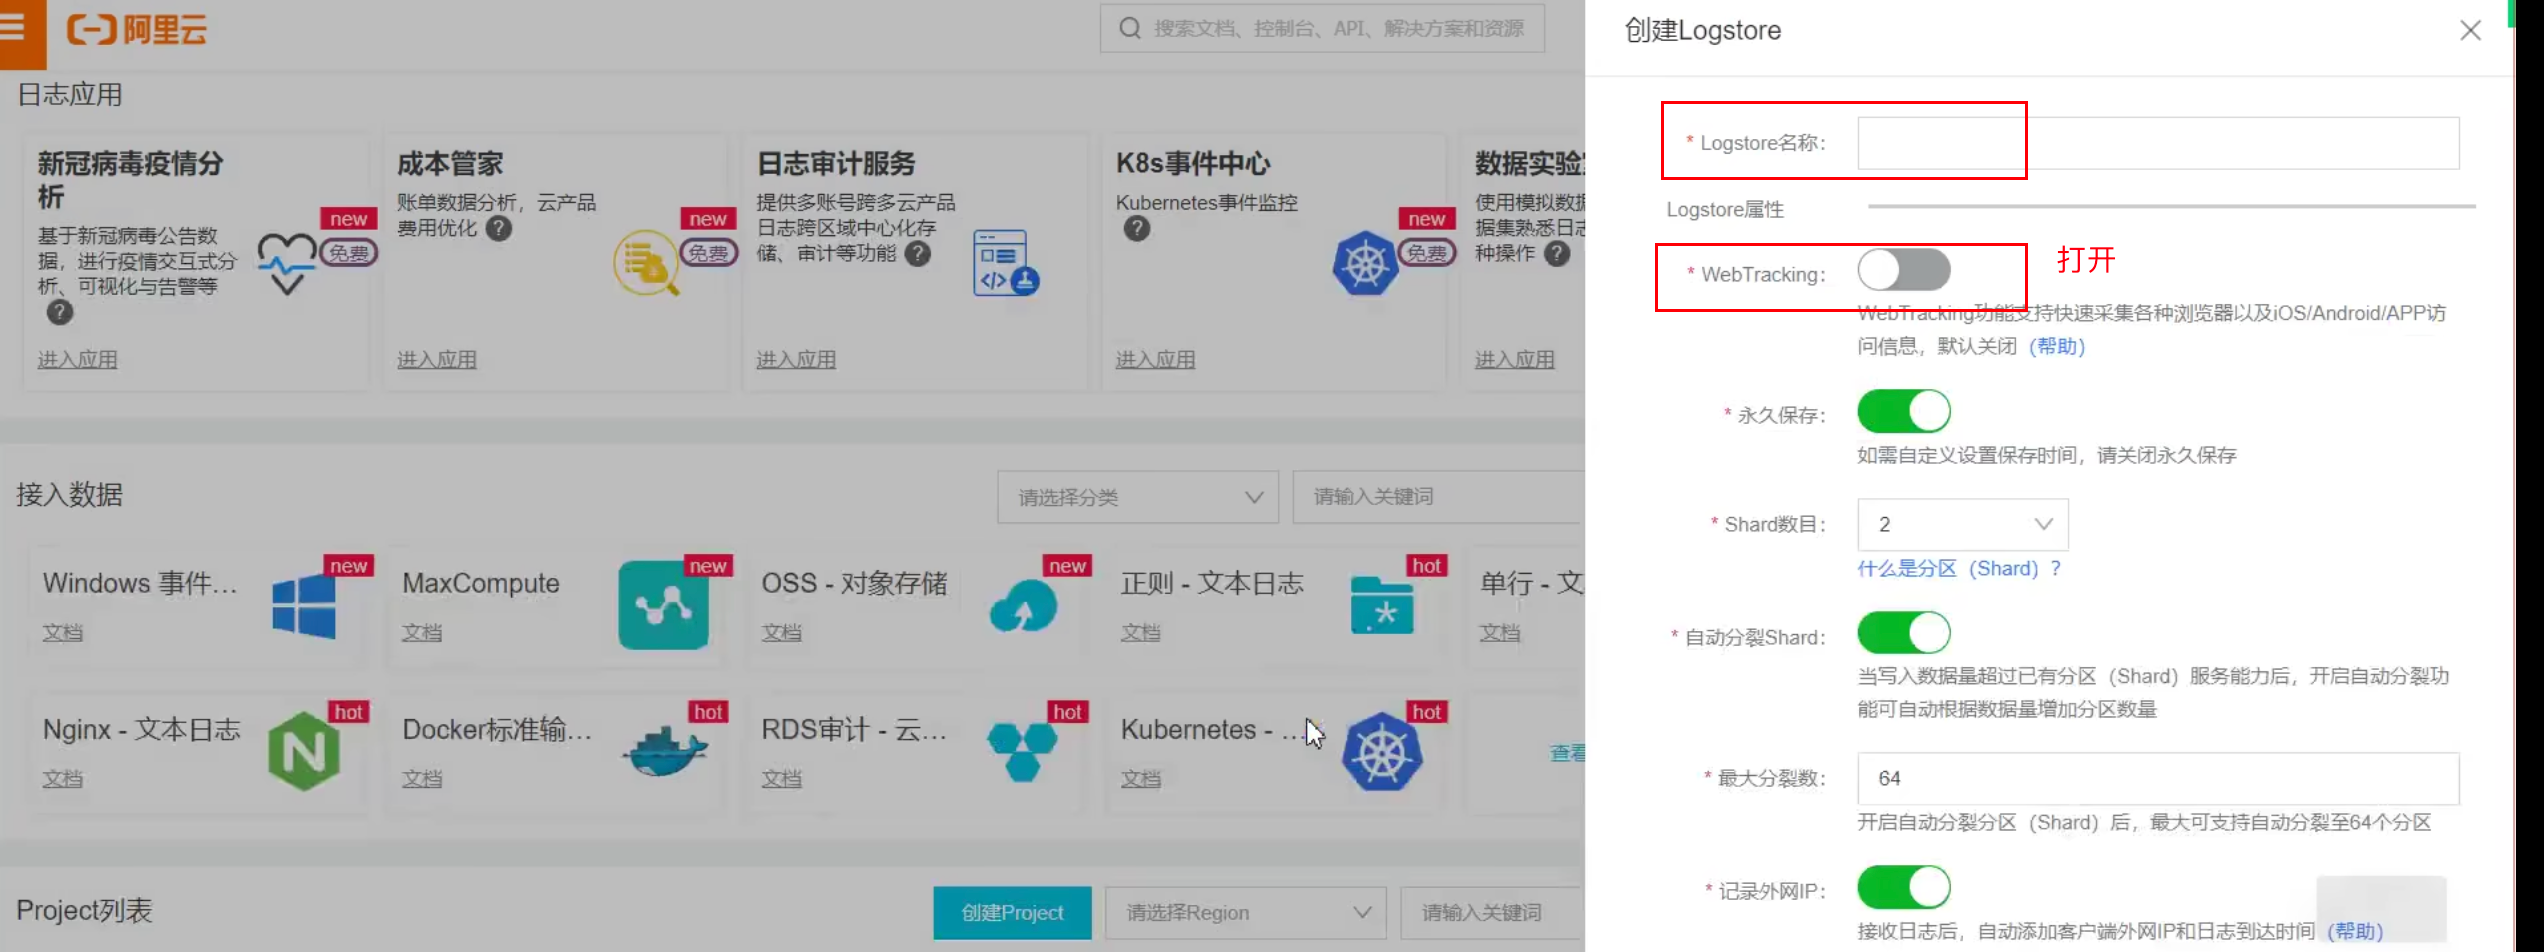 阿里云
搜索文档、控制台、API、解决方案和资源
日志应用
新冠病毒疫情分
析
基于新冠病毒公告数
据，进行疫情交互式分
析、可视化与告警等
?
new
免费
进入应用
成本管家
账单数据分析，云产品
费用优化 ?
new
免费
进入应用
日志审计服务
提供多账号跨多云产品
日志跨区域中心化存
储、审计等功能 ?
进入应用
K8s事件中心
Kubernetes事件监控
?
new
免费
进入应用
数据实验
使用模拟数据
据集熟悉日志
种操作 ?
进入应用
接入数据
请选择分类
请输入关键词
Windows 事件...
new
文档
MaxCompute
new
文档
OSS - 对象存储
new
文档
正则 - 文本日志
hot
文档
单行 - 文
文档
Nginx - 文本日志
hot
文档
Docker标准输...
hot
文档
RDS审计 - 云...
hot
文档
Kubernetes - ...
hot
文档
查看
Project列表
创建Project
请选择Region
请输入关键词
创建Logstore
* Logstore名称:
Logstore属性
* WebTracking:
打开
WebTracking功能支持快速采集各种浏览器以及iOS/Android/APP访
问信息，默认关闭（帮助）
* 永久保存:
如需自定义设置保存时间，请关闭永久保存
* Shard数目:
2
什么是分区（Shard）?
* 自动分裂Shard:
当写入数据量超过已有分区（Shard）服务能力后，开启自动分裂功
能可自动根据数据量增加分区数量
* 最大分裂数:
64
开启自动分裂分区（Shard）后，最大可支持自动分裂至64个分区
* 记录外网IP:
接收日志后，自动添加客户端外网IP和日志到达时间（帮助）